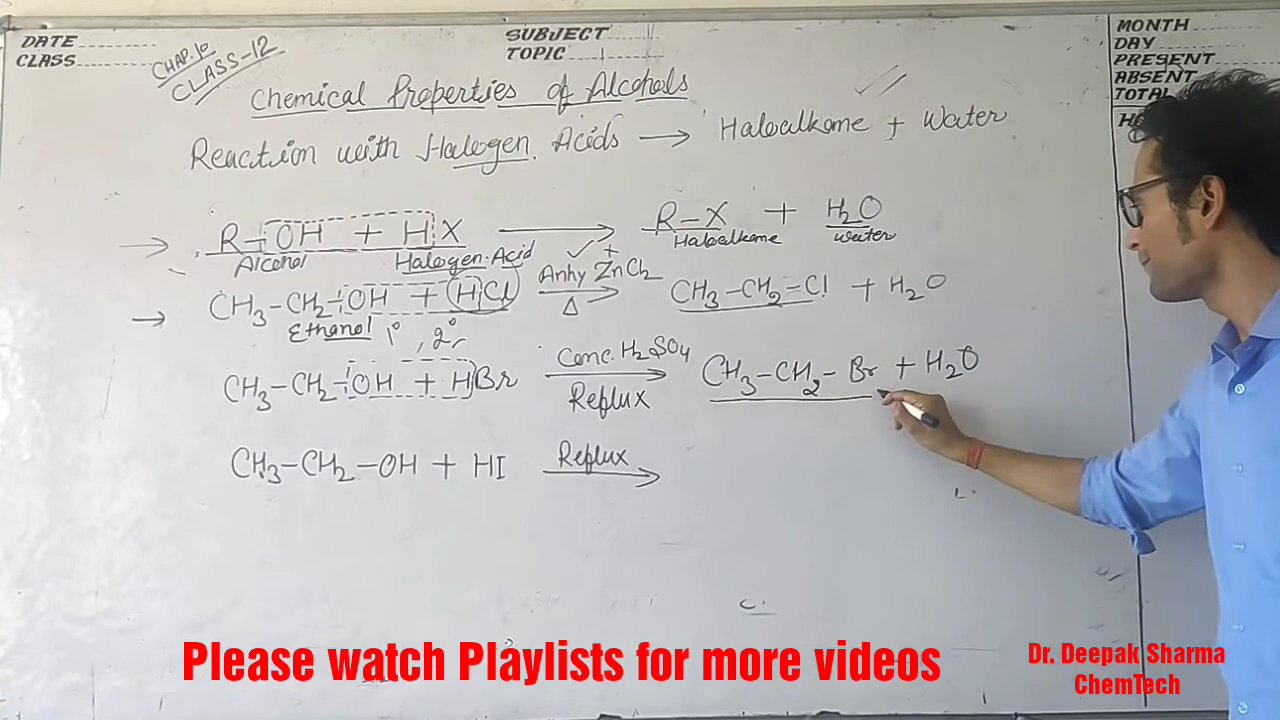 DATE
CLASS
SUBJECT
TOPIC
MONTH
DAY
PRESENT
ABSENT
TOTAL
CHAP.10
CLASS-12
Chemical Properties of Alcohals
Reaction with Halogen Acids → Haloalkane + Water
R-OH + HX → R-X + H2O
Alcohol Halogen Acid Haloalkane water
CH3-CH2-OH + HCl Anhy ZnCl2 Δ → CH3-CH2-Cl + H2O
Ethanol 1°, 2°,
CH3-CH2-OH + HBr Conc. H2SO4 Reflux → CH3-CH2-Br + H2O
CH3-CH2-OH + HI Reflux →
Please watch Playlists for more videos
Dr. Deepak Sharma
ChemTech